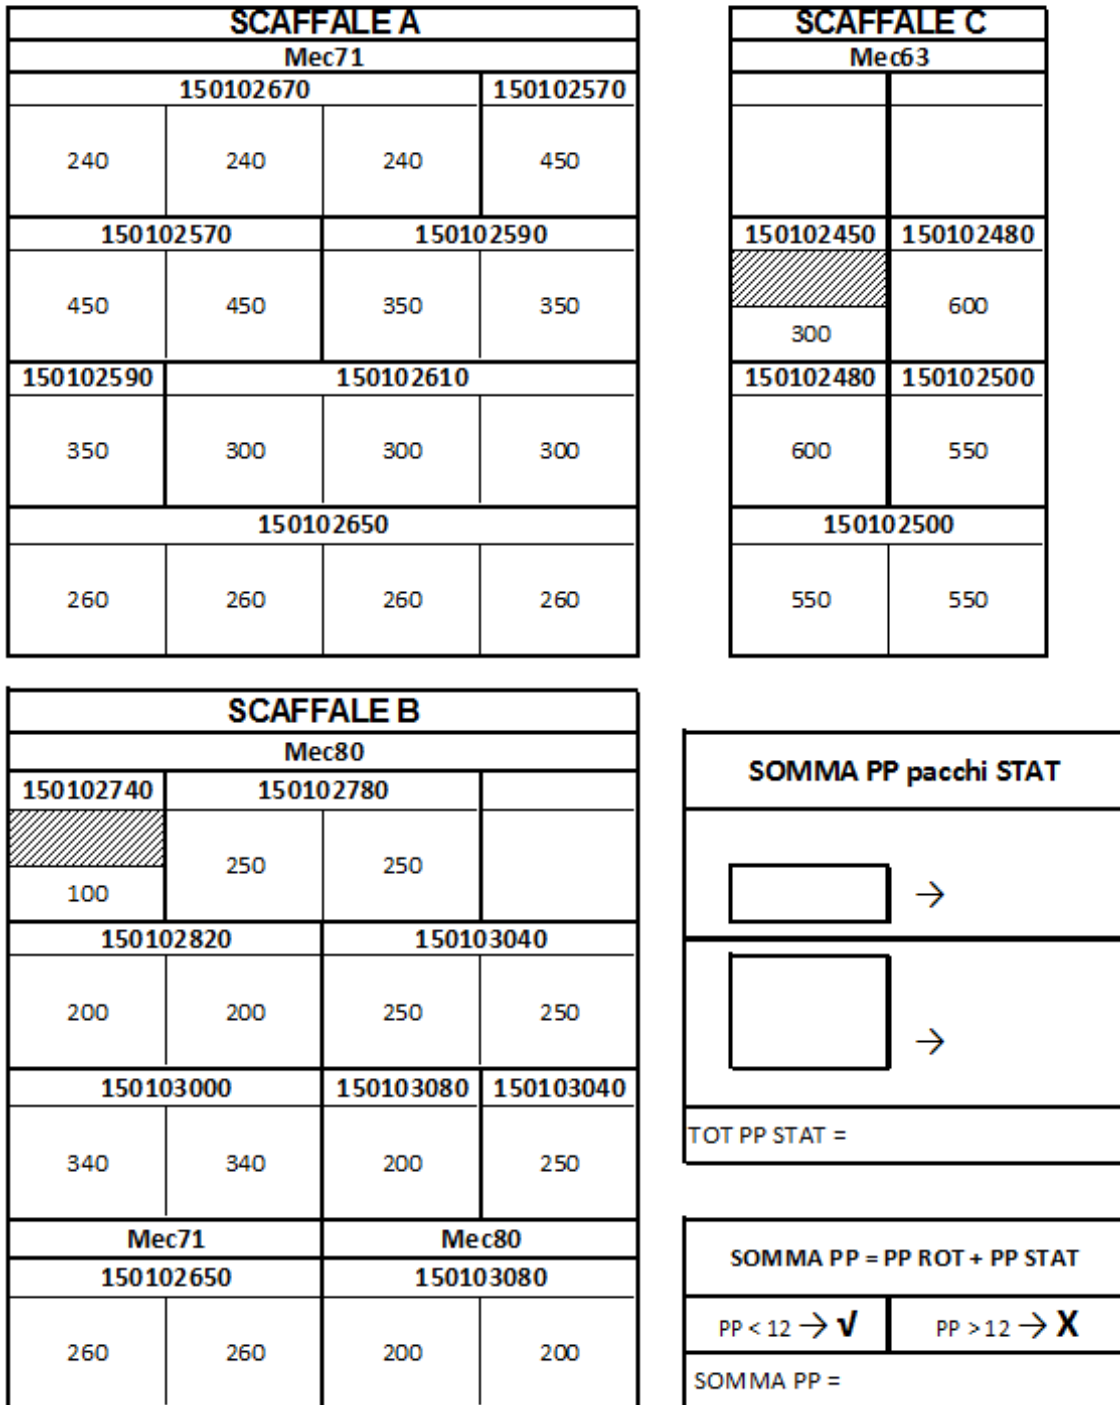 SCAFFALE A
Mec71
150102670 150102570
240 240 240 450
150102570 150102590
450 450 350 350
150102590 150102610
350 300 300 300
150102650
260 260 260 260
SCAFFALE C
Mec63
150102450 150102480
600
300
150102480 150102500
600 550
150102500
550 550
SCAFFALE B
Mec80
150102740 150102780
250 250
100
150102820 150103040
200 200 250 250
150103000 150103080 150103040
340 340 200 250
Mec71 Mec80
150102650 150103080
260 260 200 200
SOMMA PP pacchi STAT
→
→
TOT PP STAT =
SOMMA PP = PP ROT + PP STAT
PP < 12 → √ PP > 12 → X
SOMMA PP =